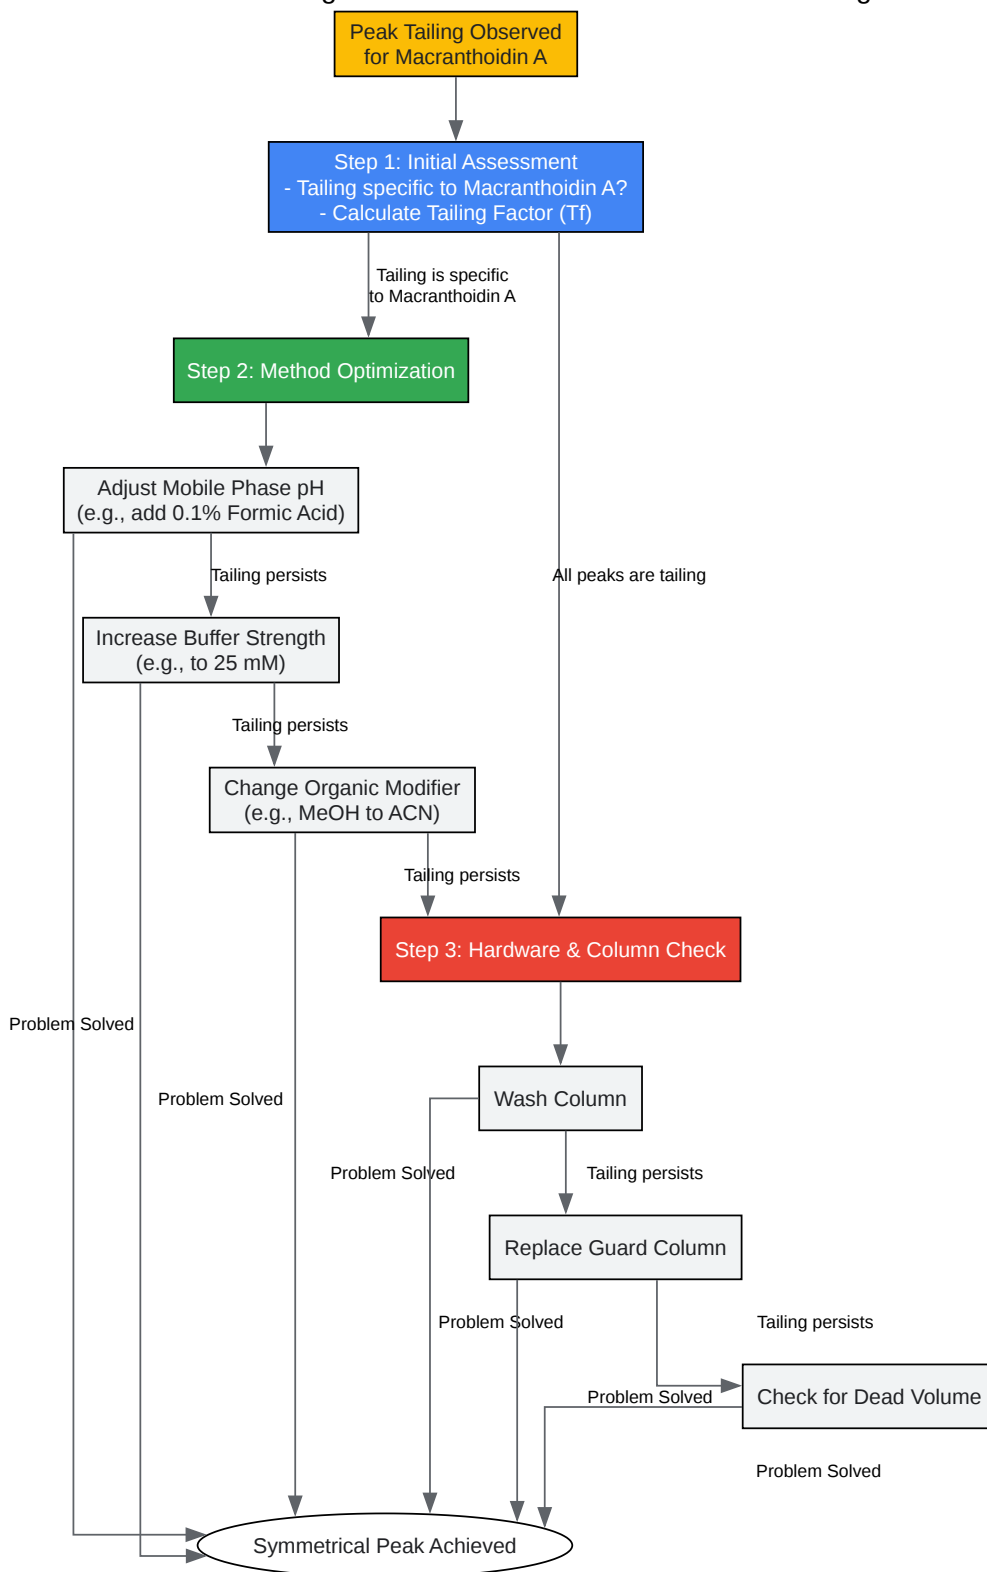 Peak Tailing Observed
for Macranthoidin A
Step 1: Initial Assessment
- Tailing specific to Macranthoidin A?
- Calculate Tailing Factor (Tf)
Tailing is specific
to Macranthoidin A
Step 2: Method Optimization
Adjust Mobile Phase pH
(e.g., add 0.1% Formic Acid)
Tailing persists
All peaks are tailing
Increase Buffer Strength
(e.g., to 25 mM)
Tailing persists
Change Organic Modifier
(e.g., MeOH to ACN)
Tailing persists
Step 3: Hardware & Column Check
Problem Solved
Wash Column
Problem Solved
Problem Solved
Tailing persists
Replace Guard Column
Problem Solved
Tailing persists
Problem Solved
Check for Dead Volume
Problem Solved
Symmetrical Peak Achieved